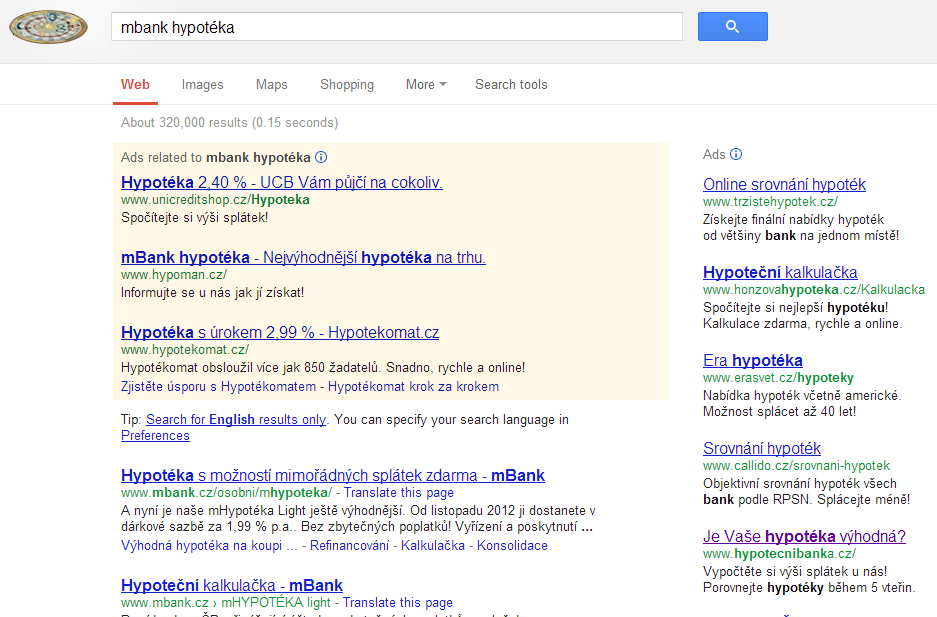 mbank hypotéka
Web Images Maps Shopping More Search tools
About 320,000 results (0.15 seconds)
Ads related to mbank hypotéka
Hypotéka 2,40 % - UCB Vám půjčí na cokoliv.
www.unicreditshop.cz/Hypoteka
Spočítejte si výši splátek!
mBank hypotéka - Nejvýhodnější hypotéka na trhu.
www.hypoman.cz/
Informujte se u nás jak jí získat!
Hypotéka s úrokem 2,99 % - Hypotekomat.cz
www.hypotekomat.cz/
Hypotékomat obsloužil více jak 850 žadatelů. Snadno, rychle a online!
Zjistěte úsporu s Hypotékomatem - Hypotékomat krok za krokem
Tip: Search for English results only. You can specify your search language in
Preferences
Hypotéka s možností mimořádných splátek zdarma - mBank
www.mbank.cz/osobni/mhypoteka/ - Translate this page
A nyní je naše mHypotéka Light ještě výhodnější. Od listopadu 2012 ji dostanete v
dárkové sazbě za 1,99 % p.a.. Bez zbytečných poplatků! Vyřízení a poskytnutí ...
Výhodná hypotéka na koupi ... - Refinancování - Kalkulačka - Konsolidace
Hypoteční kalkulačka - mBank
www.mbank.cz › mHYPOTÉKA light - Translate this page
Ads
Online srovnání hypoték
www.trzistehypotek.cz/
Získejte finální nabídky hypoték
od většiny bank na jednom místě!
Hypoteční kalkulačka
www.honzovahypoteka.cz/Kalkulacka
Spočítejte si nejlepší hypotéku!
Kalkulace zdarma, rychle a online.
Era hypotéka
www.erasvet.cz/hypoteky
Nabídka hypoték včetně americké.
Možnost splácet až 40 let!
Srovnání hypoték
www.callido.cz/srovnani-hypotek
Objektivní srovnání hypoték všech
bank podle RPSN. Splácejte méně!
Je Vaše hypotéka výhodná?
www.hypotecnibanka.cz/
Vypočtěte si výši splátek u nás!
Porovnejte hypotéky během 5 vteřin.